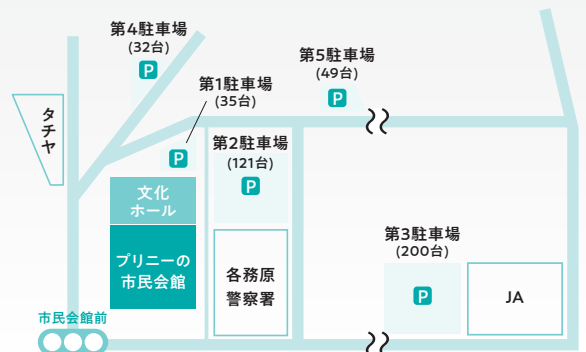 第4駐車場
(32台)
P
第5駐車場
(49台)
P
第1駐車場
(35台)
P
タチヤ
第2駐車場
(121台)
P
文化
ホール
プリニーの
市民会館
各務原
警察署
第3駐車場
(200台)
P
JA
市民会館前